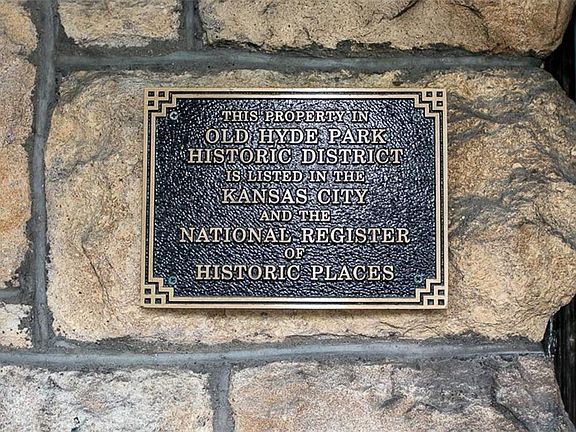 THIS PROPERTY IN
OLD HYDE PARK
HISTORIC DISTRICT
IS LISTED IN THE
KANSAS CITY
AND THE
NATIONAL REGISTER
OF
HISTORIC PLACES